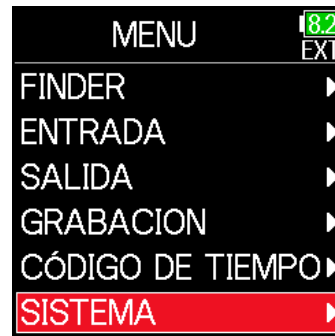 MENU
8.2
EXT
FINDER
ENTRADA
SALIDA
GRABACION
CÓDIGO DE TIEMPO
SISTEMA